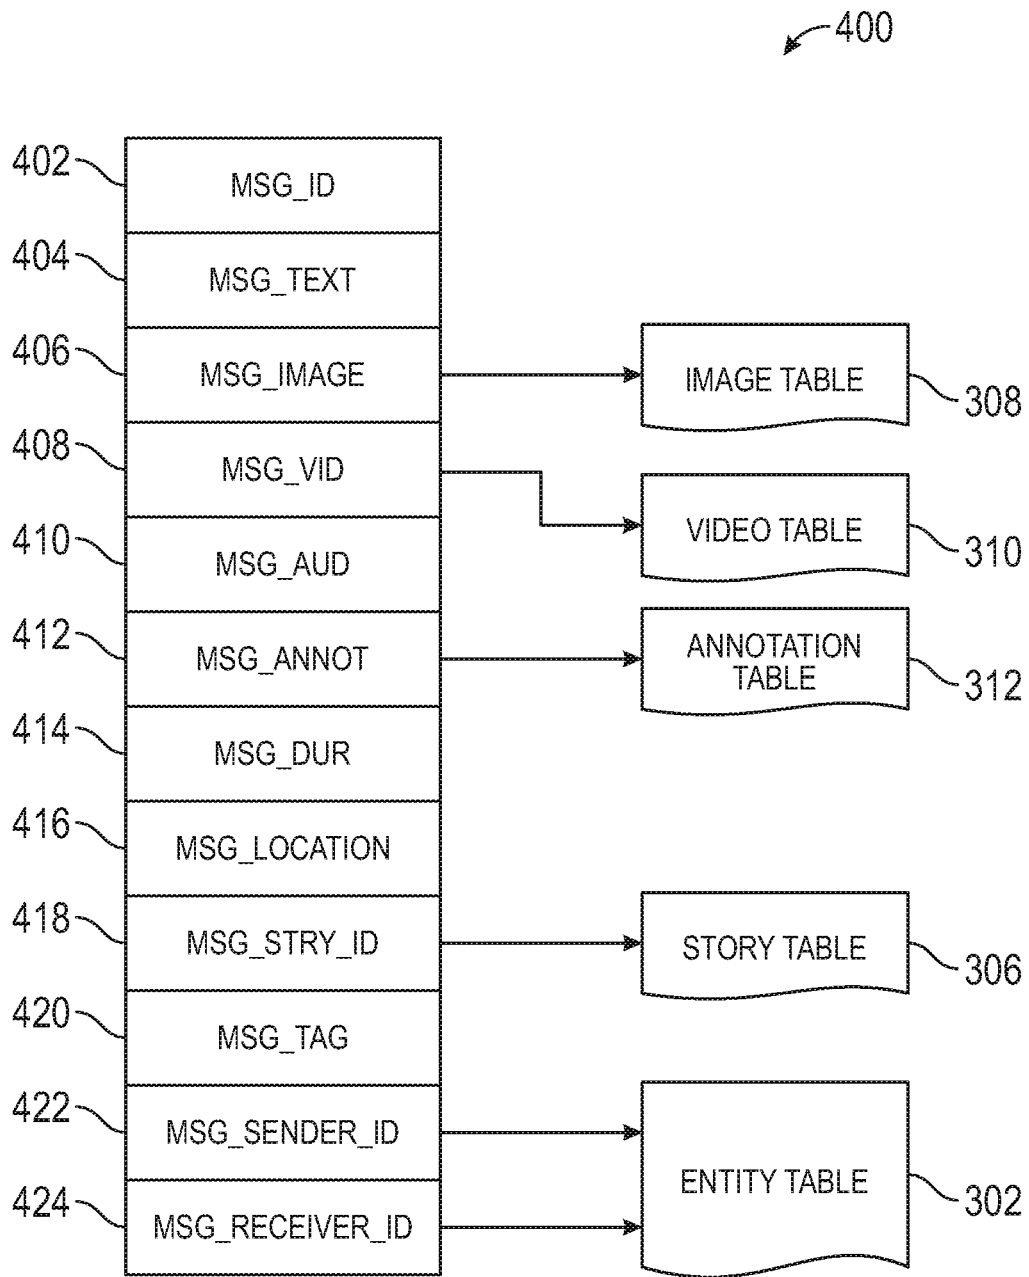 400
402
MSG_ID
404
MSG_TEXT
406
MSG_IMAGE
IMAGE TABLE
308
408
MSG_VID
VIDEO TABLE
310
410
MSG_AUD
412
MSG_ANNOT
ANNOTATION
TABLE
312
414
MSG_DUR
416
MSG_LOCATION
418
MSG_STRY_ID
STORY TABLE
306
420
MSG_TAG
422
MSG_SENDER_ID
ENTITY TABLE
302
424
MSG_RECEIVER_ID